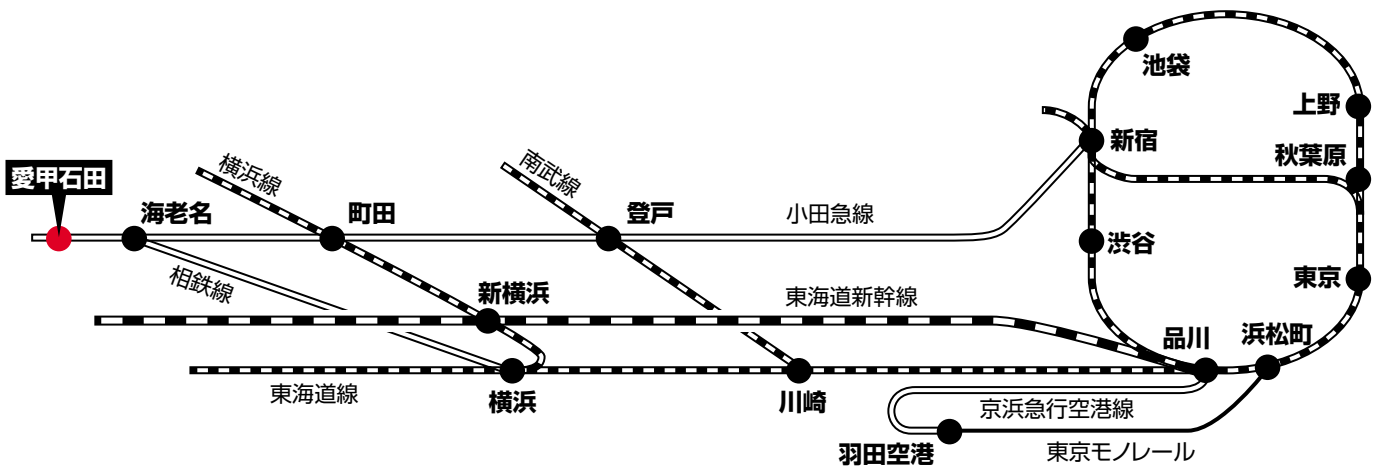 池袋
上野
新宿
秋葉原
愛甲石田
横浜線
南武線
海老名
町田
登戸
小田急線
渋谷
相鉄線
新横浜
東海道新幹線
東京
品川
浜松町
東海道線
横浜
川崎
京浜急行空港線
羽田空港
東京モノレール